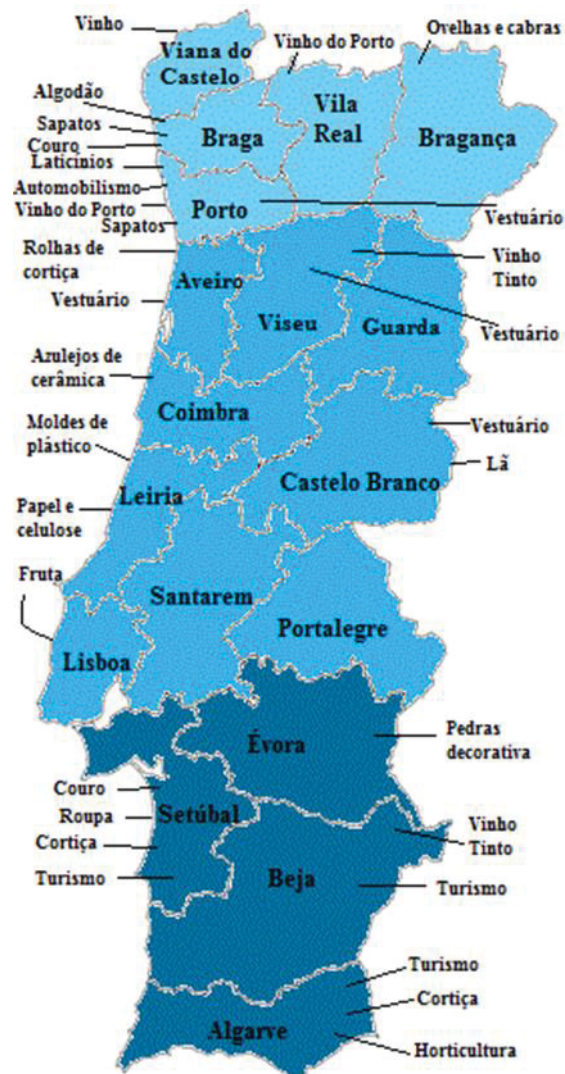 Vinho
Viana do
Castelo
Vinho do Porto
Ovelhas e cabras
Algodão
Sapatos
Couro
Laticínios
Braga
Vila
Real
Bragança
Automobilismo
Vinho do Porto
Sapatos
Porto
Vestuário
Rolhas de
cortiça
Aveiro
Vinho
Tinto
Vestuário
Viseu
Guarda
Vestuário
Azulejos de
cerâmica
Coimbra
Moldes de
plástico
Vestuário
Lã
Leiria
Castelo Branco
Papel e
celulose
Fruta
Santarem
Portalegre
Lisboa
Évora
Pedras
decorativa
Couro
Roupa
Cortiça
Turismo
Setúbal
Vinho
Tinto
Beja
Turismo
Turismo
Cortiça
Algarve
Horticultura